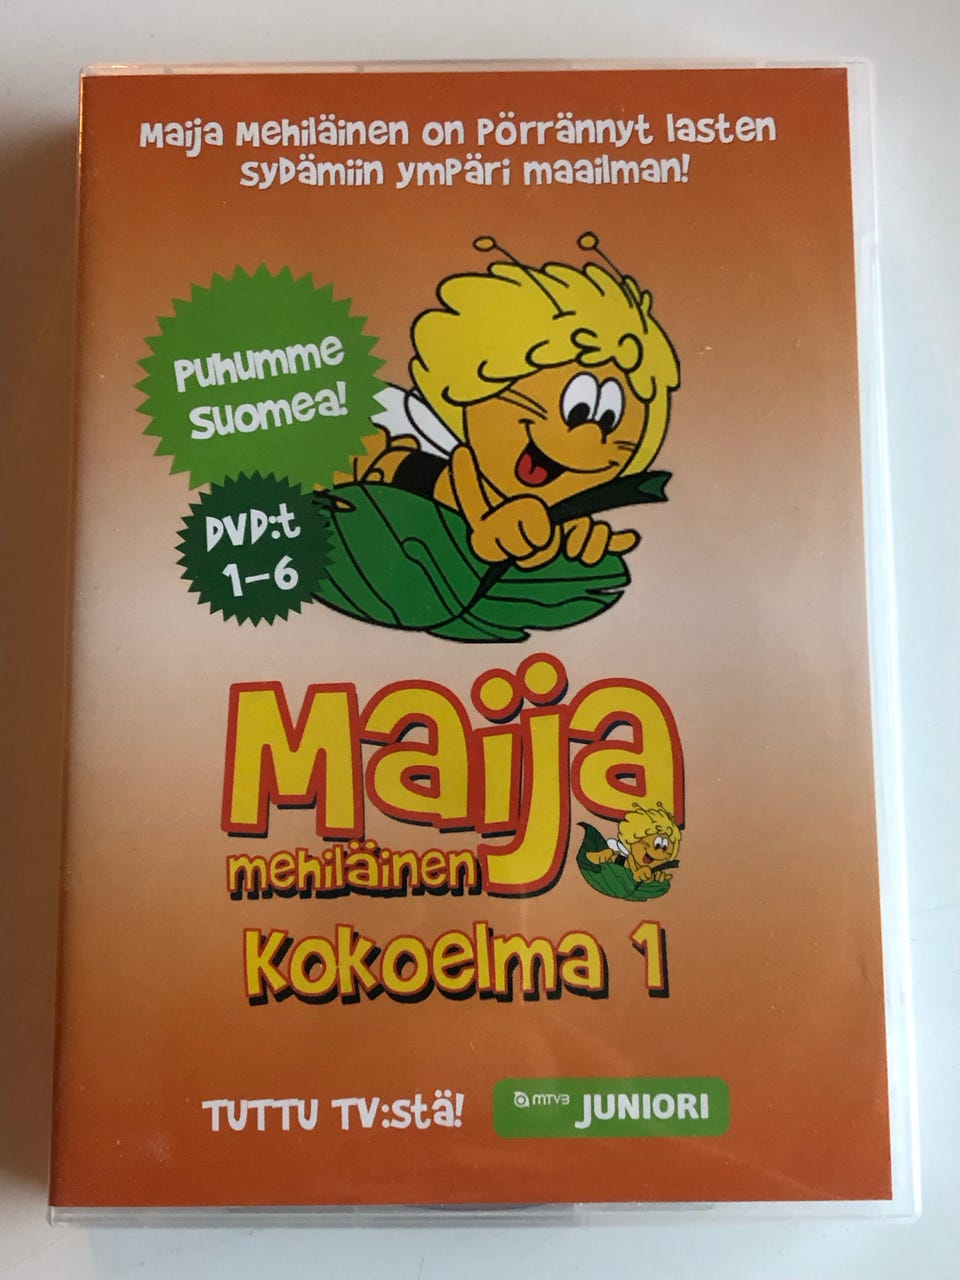 Maija Mehiläinen on pörrännyt lasten
sydämiin ympäri maailman!
Puhumme
suomea!
DVD:t
1-6
Maija
mehiläinen
Kokoelma 1
TUTTU TV:stä!
MTV3 JUNIORI